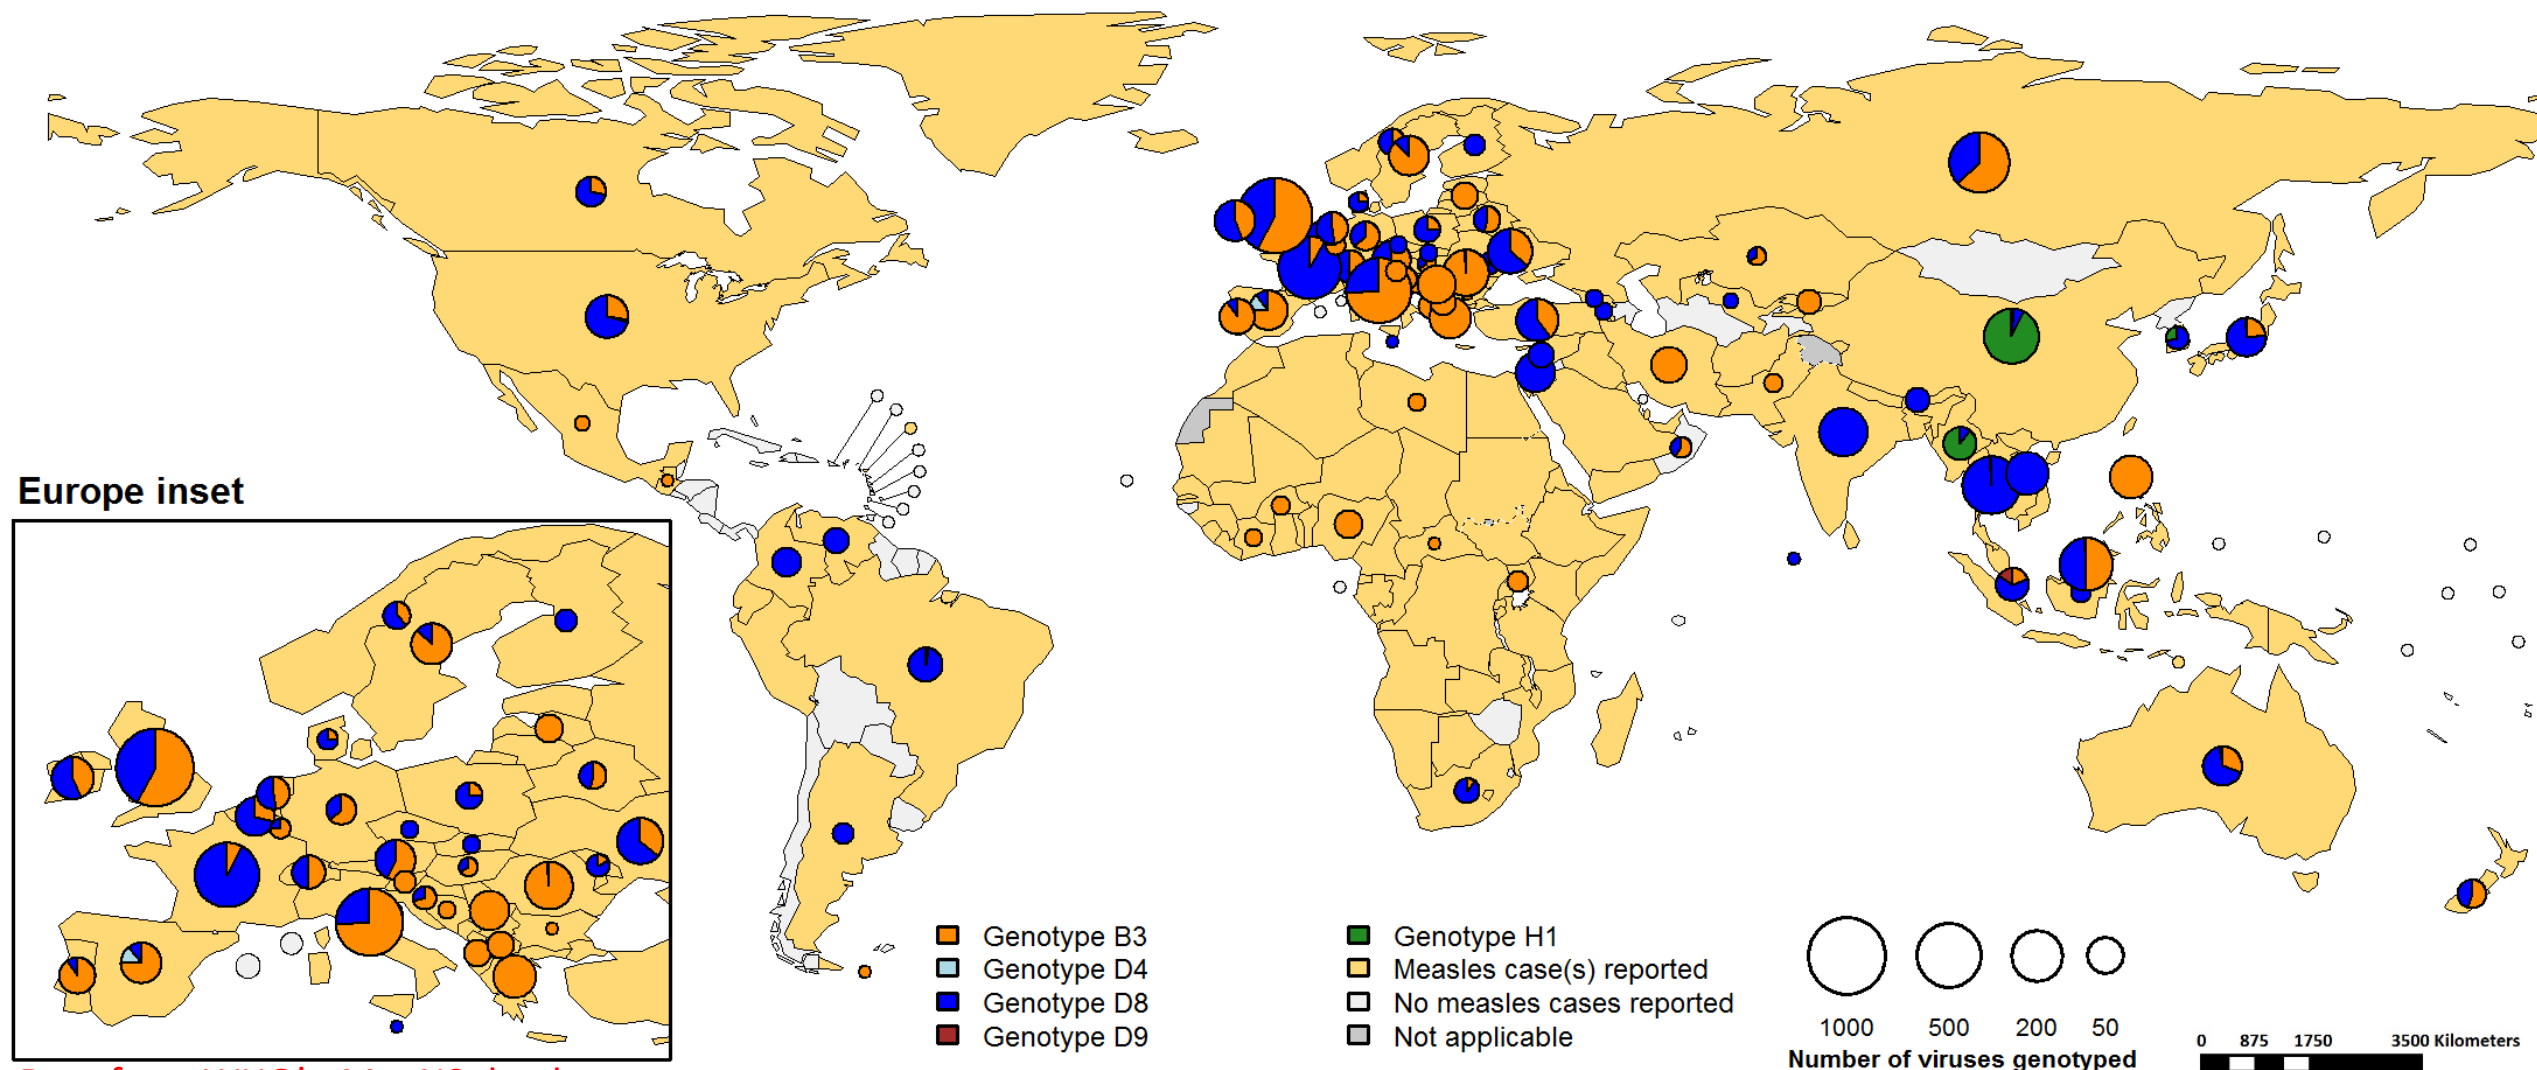 Europe inset
Genotype B3
Genotype D4
Genotype D8
Genotype D9
Genotype H1
Measles case(s) reported
No measles cases reported
Not applicable
1000 500 200 50
Number of viruses genotyped
0 875 1750 3500 Kilometers